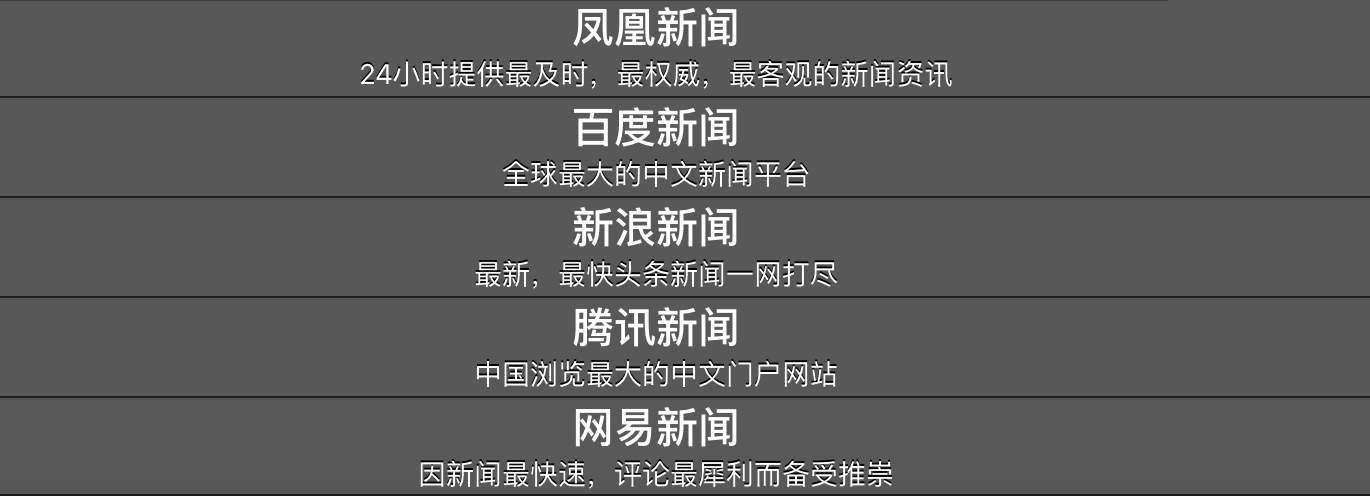 凤凰新闻
24小时提供最及时，最权威，最客观的新闻资讯
百度新闻
全球最大的中文新闻平台
新浪新闻
最新，最快头条新闻一网打尽
腾讯新闻
中国浏览最大的中文门户网站
网易新闻
因新闻最快速，评论最犀利而备受推崇